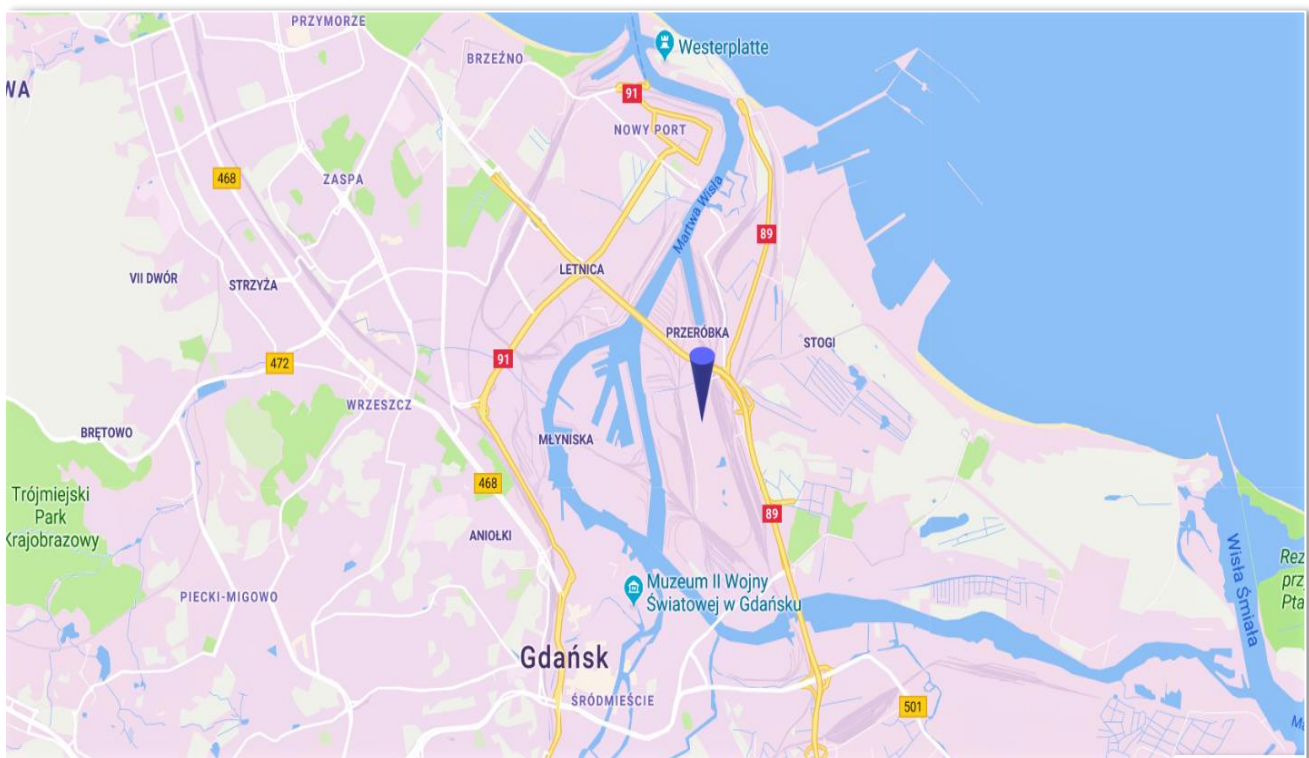 PRZYMORZE
Westerplatte
BRZEŹNO
WA
91
NOWY PORT
468
ZASPA
Martwa Wisła
89
LETNICA
VII DWÓR
STRZYŻA
PRZERÓBKA
STOGI
91
472
WRZESZCZ
BRĘTOWO
MŁYNISKA
468
Trójmiejski
Park
Krajobrazowy
89
ANIOŁKI
Wisła Śmiała
Rez
prz
Pta
Muzeum II Wojny
Światowej w Gdańsku
PIECKI-MIGOWO
Gdańsk
ŚRÓDMIEŚCIE
501